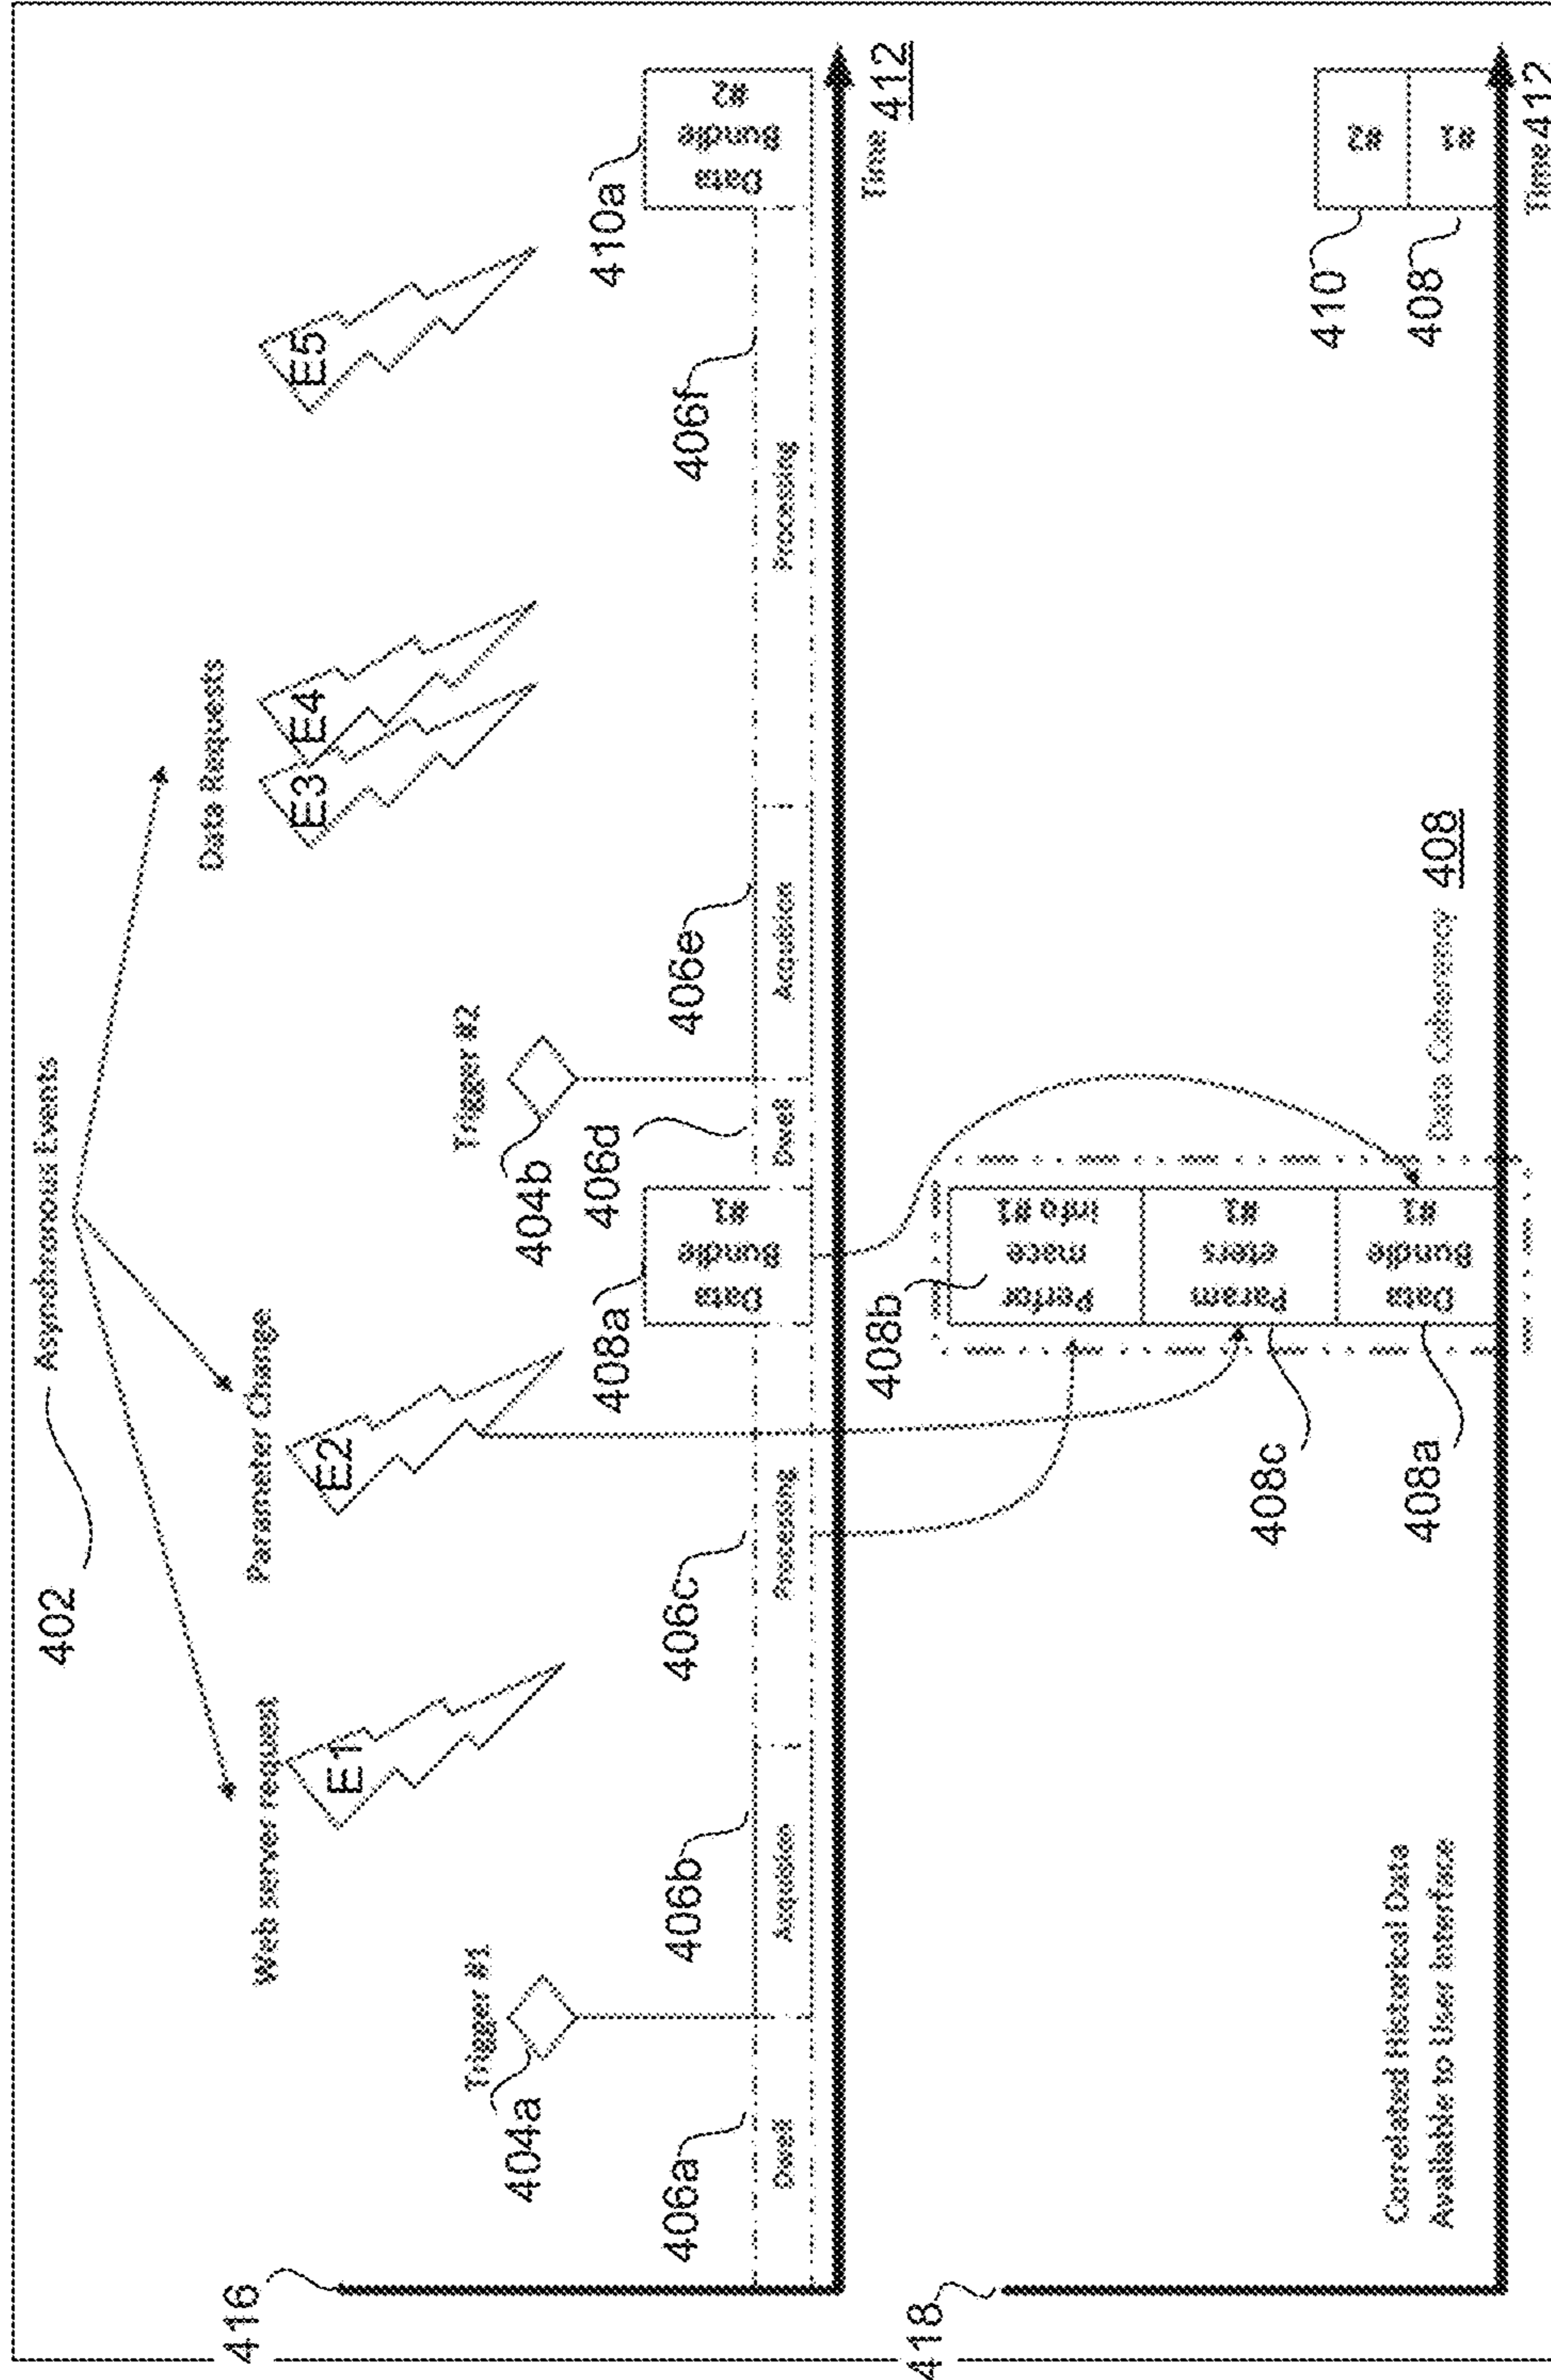 402
Asynchronous Events
Web server request
Parameter Change
Data Requests
E1
E2
E3
E4
E5
416
Trigger #1
404a
Trigger #2
404b
406a
406b
406c
408a
406d
406e
406f
410a
Dwell
Acquistion
Processing
Data
Bundle
#1
Dwell
Acquistion
Processing
Data
Bundle
#2
Time 412
418
408b
Perfor
mace
info #1
Param
eters
#1
Data
Bundle
#1
408c
408a
Data Coherency 408
410
408
#2
#1
Correlated Historical Data
Available to User Interface
Time 412